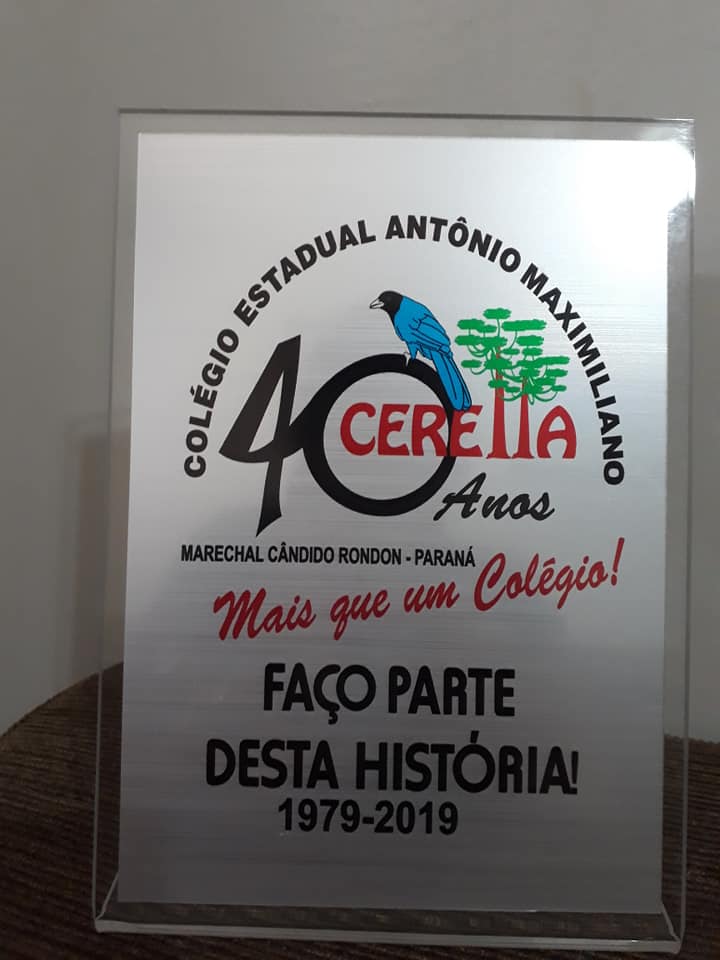 COLÉGIO ESTADUAL ANTÔNIO MAXIMILIANO
40
CERETTA
Anos
MARECHAL CÂNDIDO RONDON - PARANÁ
Mais que um Colégio!
FAÇO PARTE
DESTA HISTÓRIA!
1979-2019